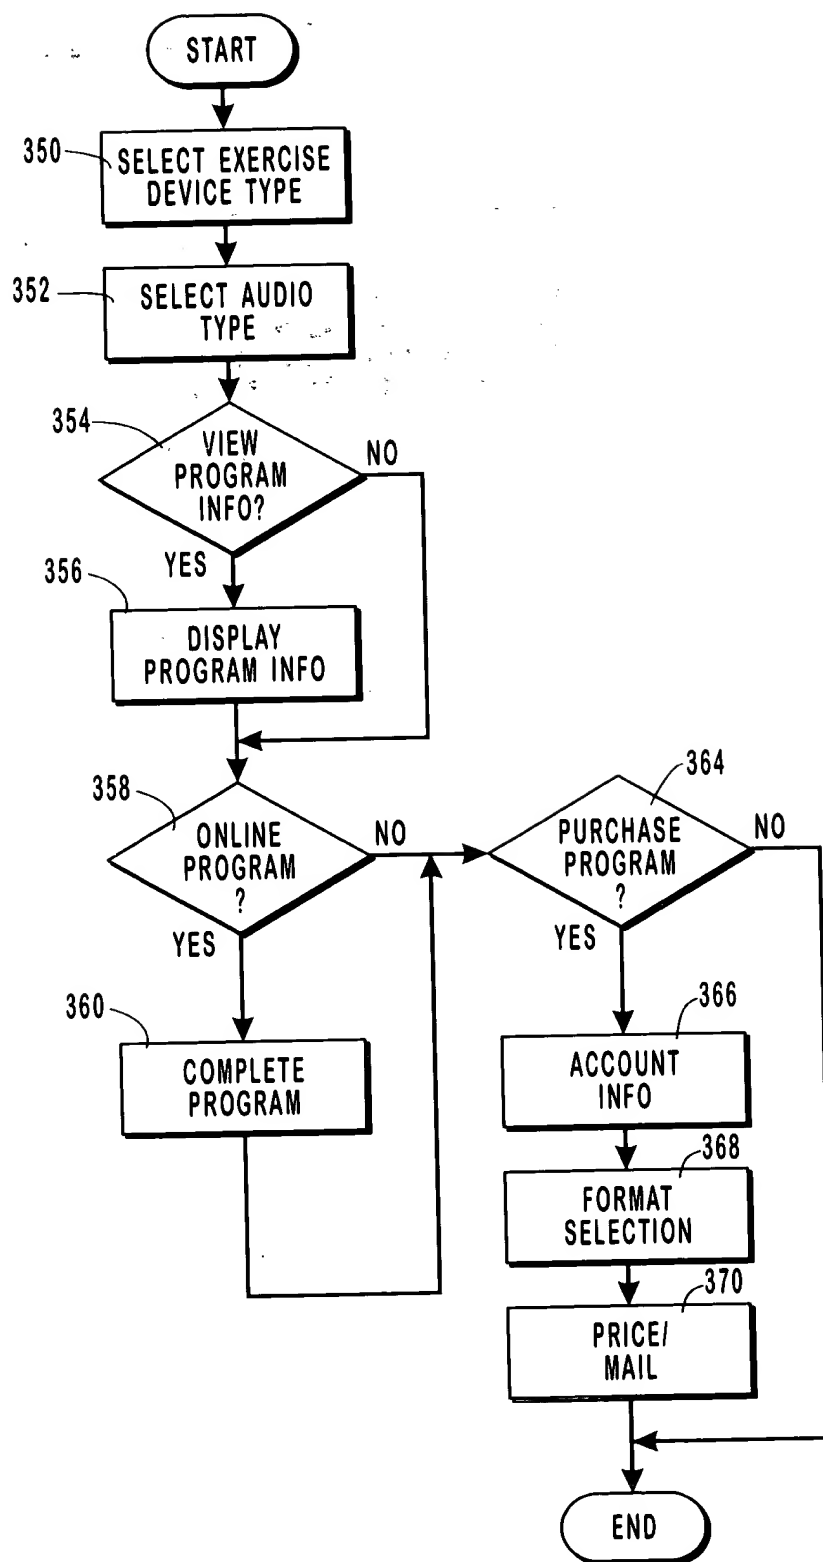 START
350
SELECT EXERCISE
DEVICE TYPE
352
SELECT AUDIO
TYPE
354
VIEW
PROGRAM
INFO?
NO
YES
356
DISPLAY
PROGRAM INFO
358
ONLINE
PROGRAM
?
NO
YES
360
COMPLETE
PROGRAM
364
PURCHASE
PROGRAM
?
NO
YES
366
ACCOUNT
INFO
368
FORMAT
SELECTION
370
PRICE/
MAIL
END